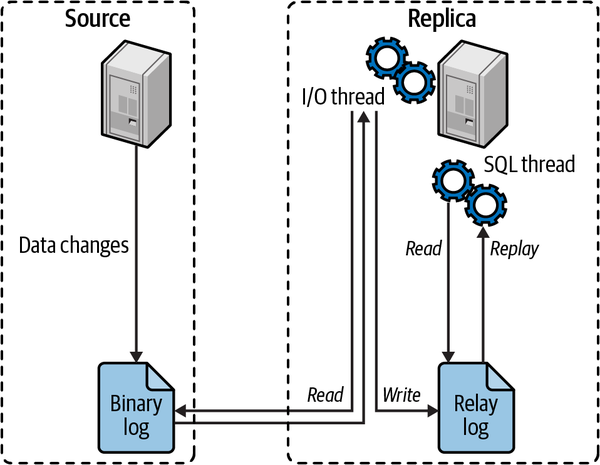 Source
Replica
I/O thread
SQL thread
Data changes
Read
Replay
Read
Write
Binary
log
Relay
log